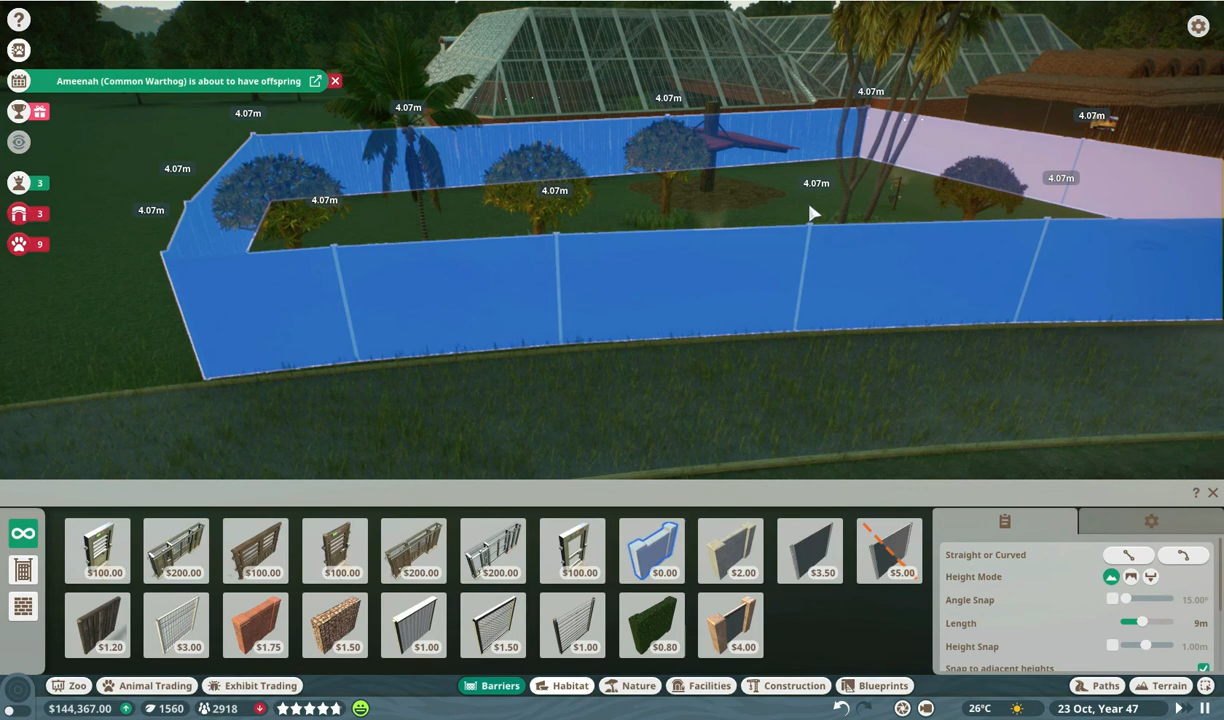 ?
Ameenah (Common Warthog) is about to have offspring
4.07m
4.07m
4.07m
4.07m
4.07m
4.07m
4.07m
4.07m
4.07m
4.07m
4.07m
3
3
9
?
$100.00
$200.00
$100.00
$100.00
$200.00
$200.00
$100.00
$0.00
$2.00
$3.50
$5.00
$1.20
$3.00
$1.75
$1.50
$1.00
$1.50
$1.00
$0.80
$4.00
Straight or Curved
Height Mode
Angle Snap
15.00°
Length
9m
Height Snap
1.00m
Snap to adjacent heights
Zoo
Animal Trading
Exhibit Trading
Barriers
Habitat
Nature
Facilities
Construction
Blueprints
Paths
Terrain
$144,367.00
1560
2918
26°C
23 Oct, Year 47